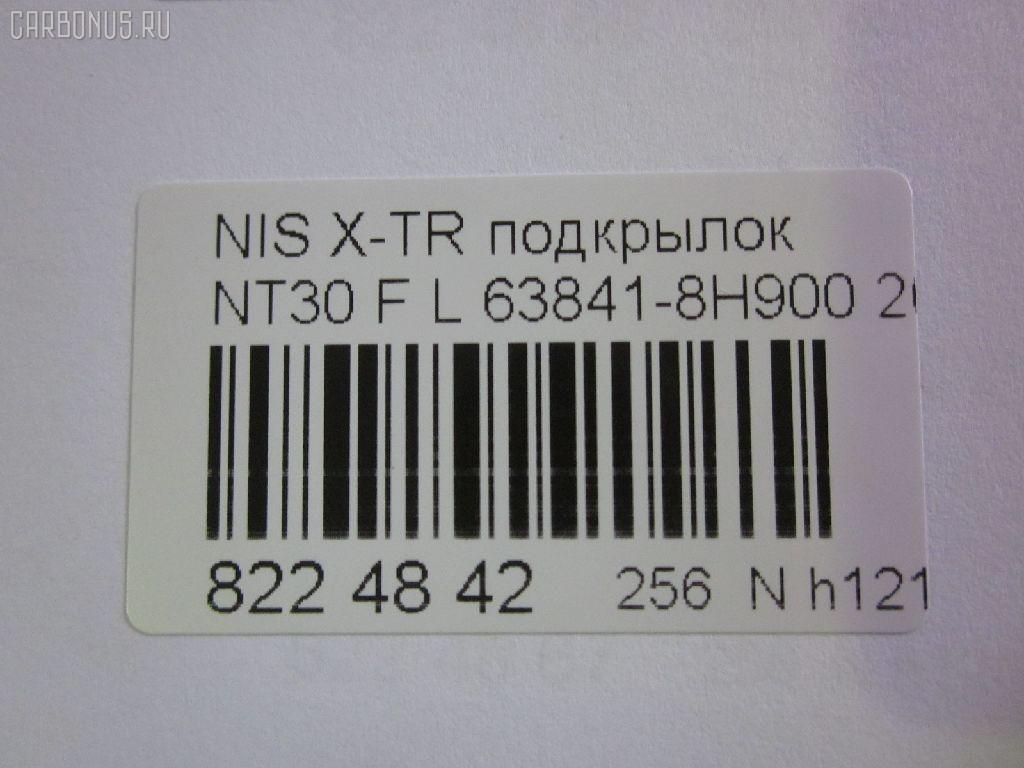 CARBONUS.RU
NIS X-TR подкрылок
NT30 F L 63841-8H900
822 48 42 256 N h121